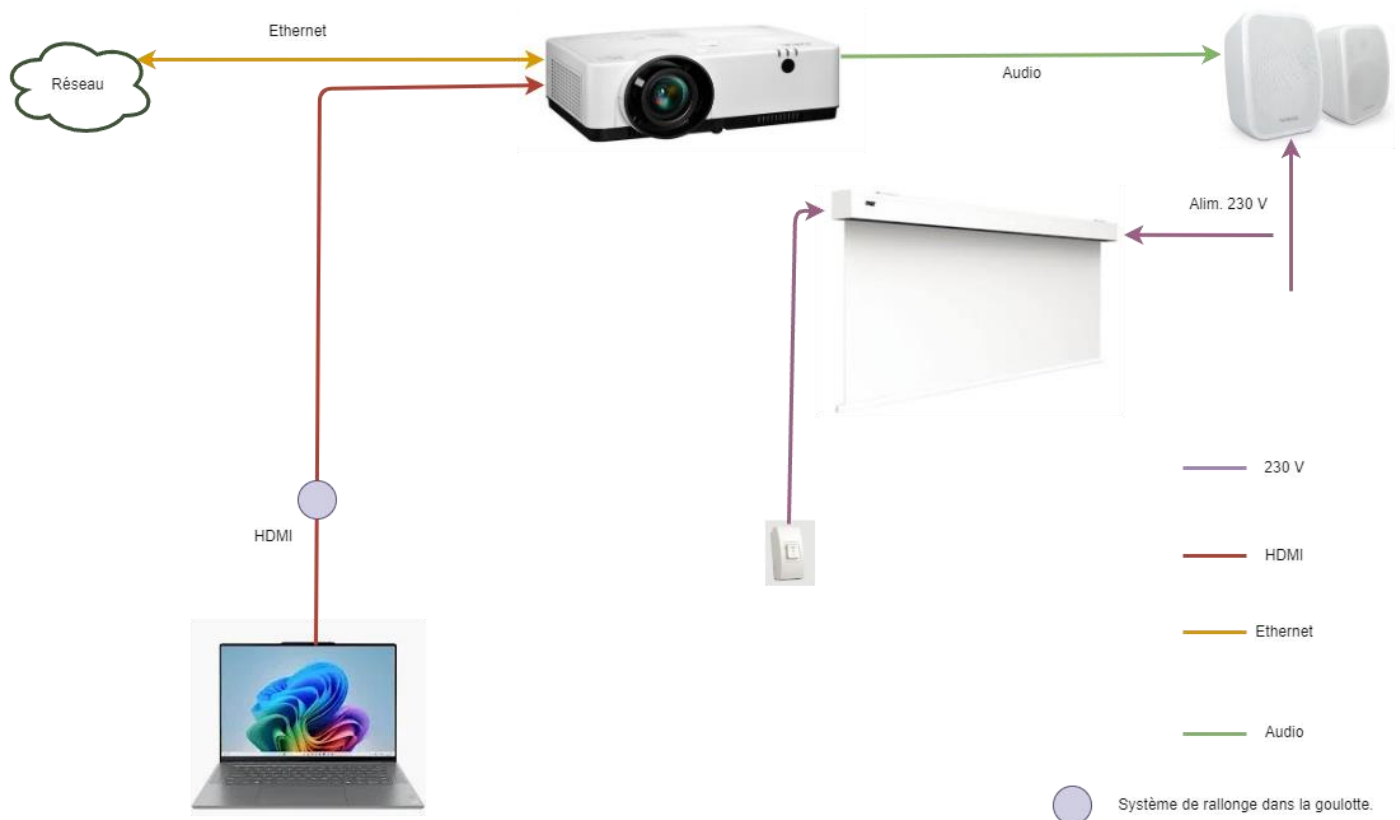 Ethernet
Réseau
Audio
Alim. 230 V
230 V
HDMI
HDMI
Ethernet
Audio
Système de rallonge dans la goulotte.